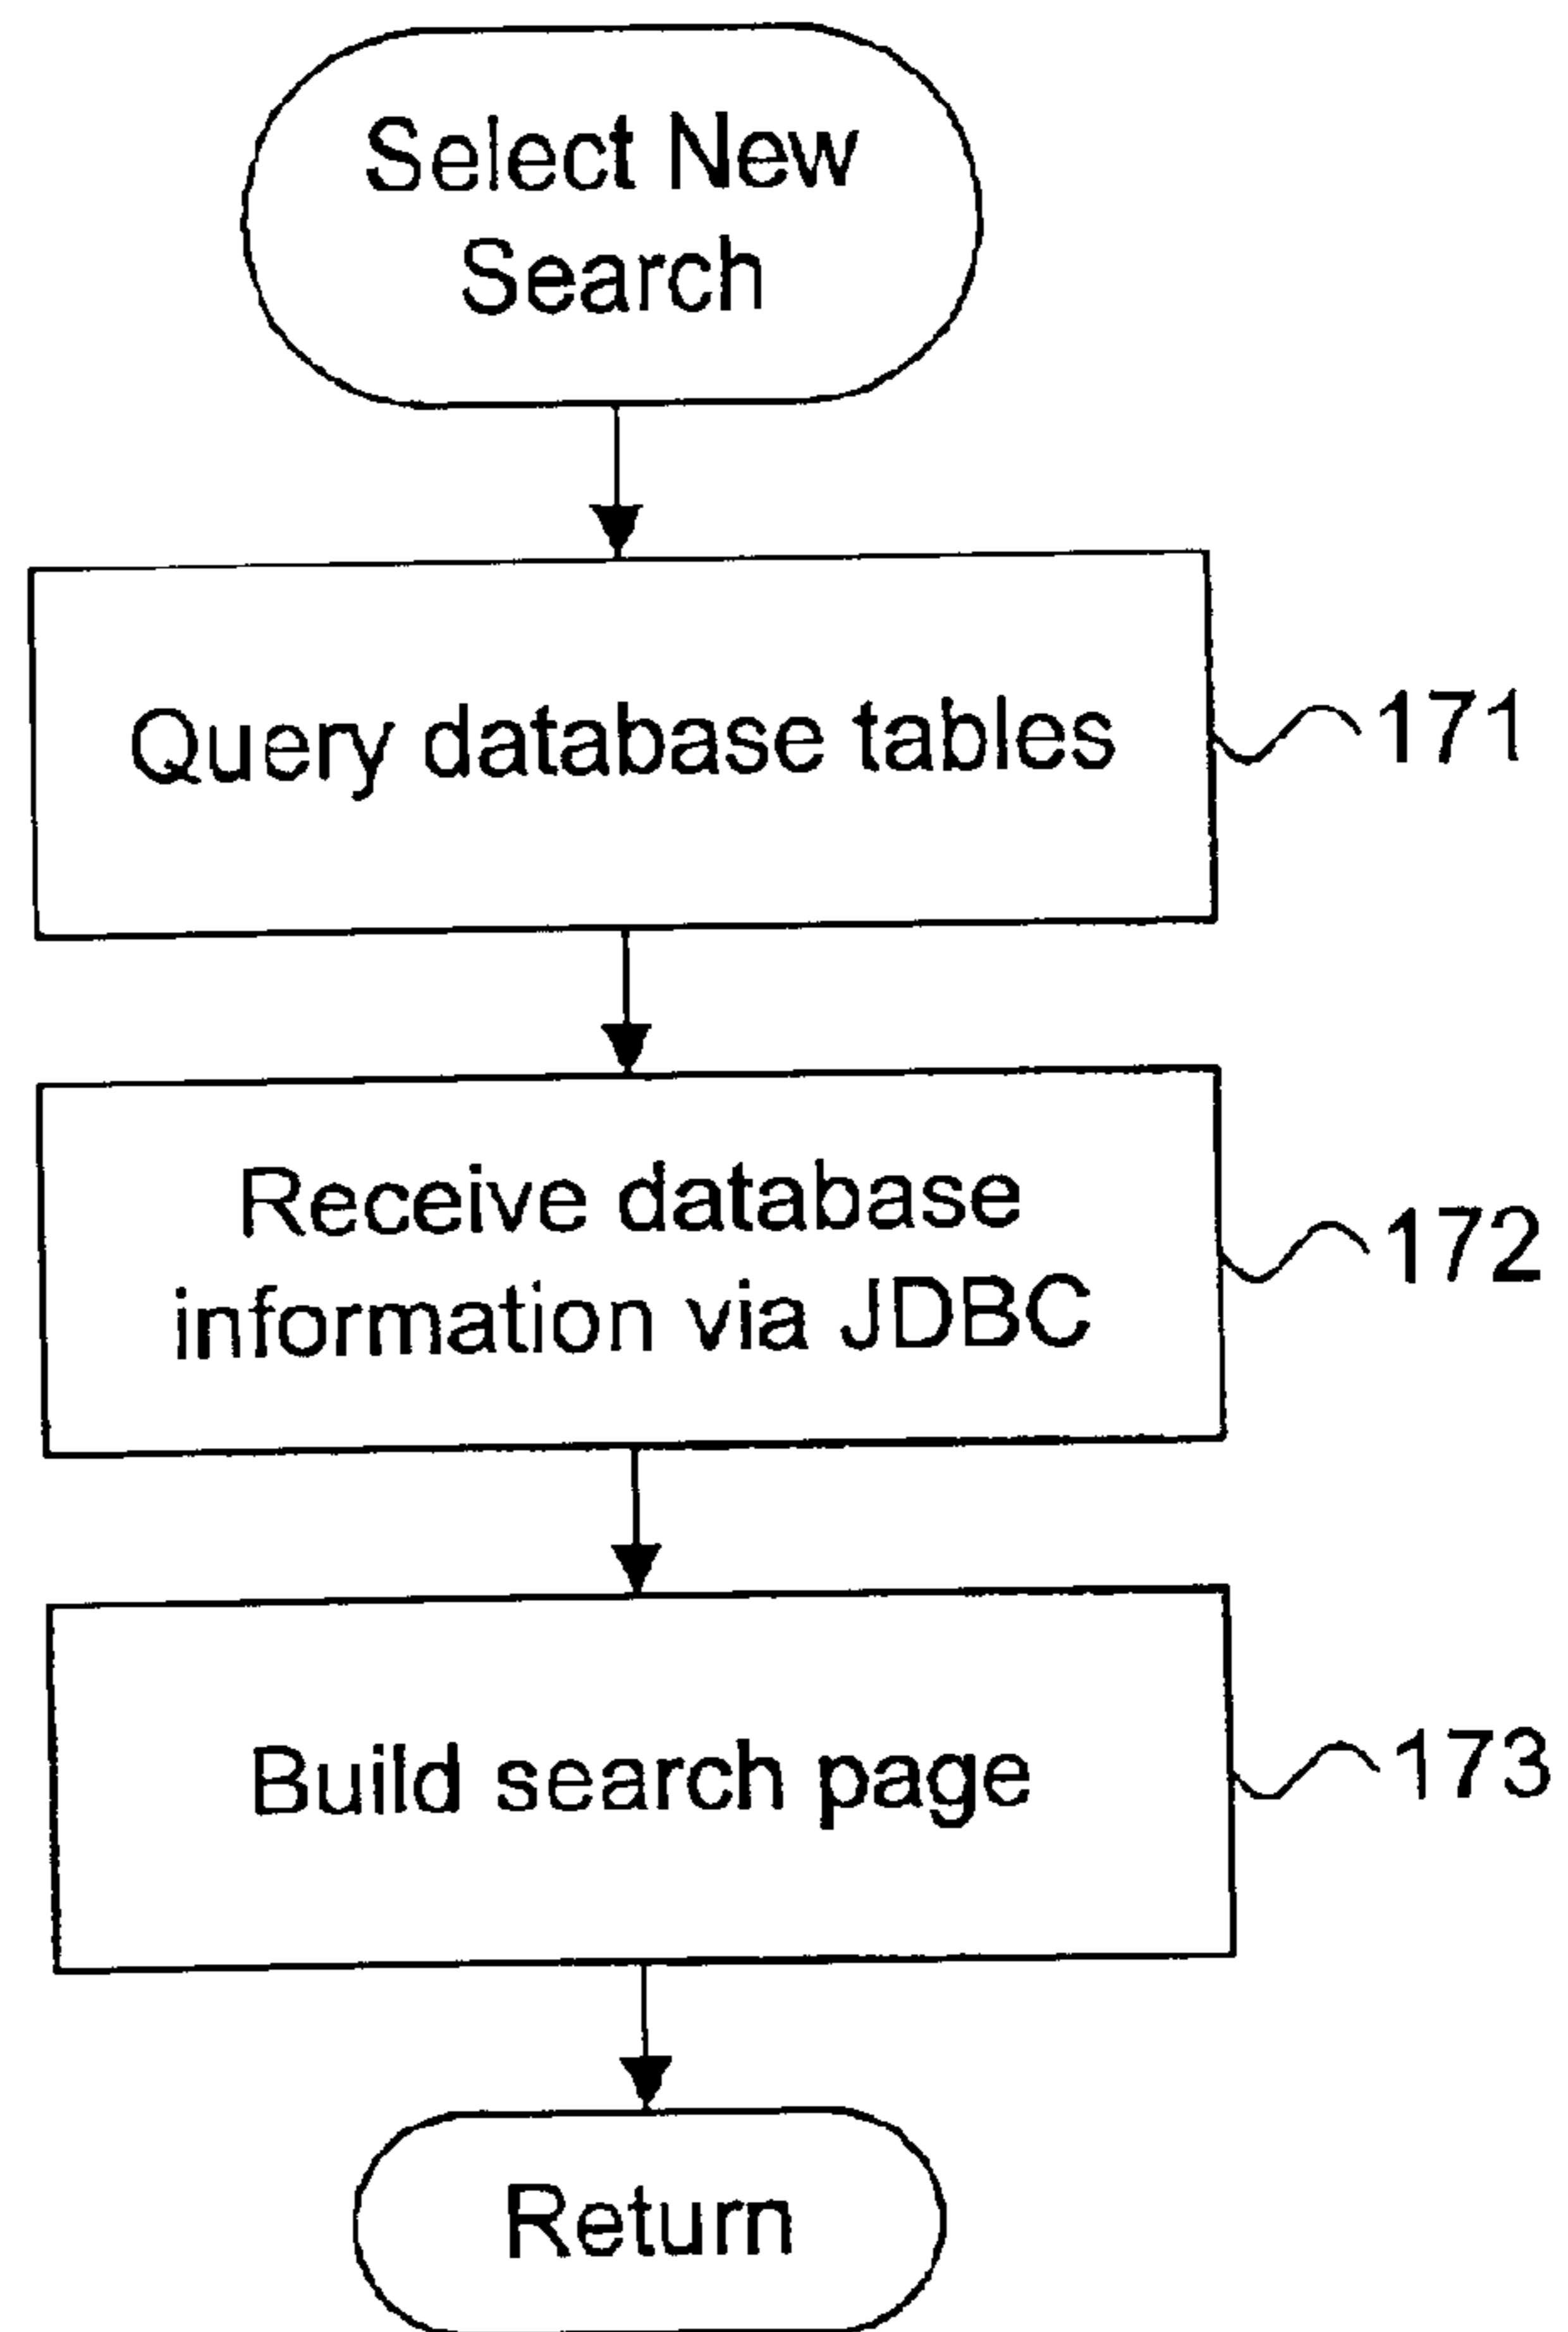 Select New
Search
Query database tables
171
Receive database
information via JDBC
172
Build search page
173
Return